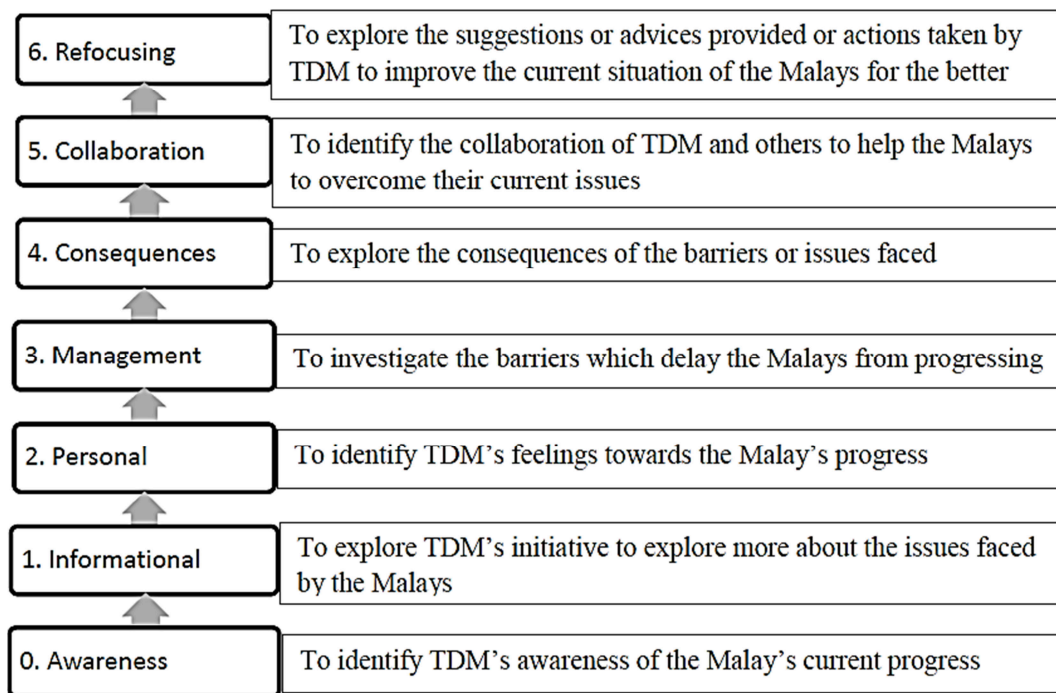 6. Refocusing
To explore the suggestions or advices provided or actions taken by
TDM to improve the current situation of the Malays for the better
5. Collaboration
To identify the collaboration of TDM and others to help the Malays
to overcome their current issues
4. Consequences
To explore the consequences of the barriers or issues faced
3. Management
To investigate the barriers which delay the Malays from progressing
2. Personal
To identify TDM's feelings towards the Malay's progress
1. Informational
To explore TDM's initiative to explore more about the issues faced
by the Malays
0. Awareness
To identify TDM's awareness of the Malay's current progress